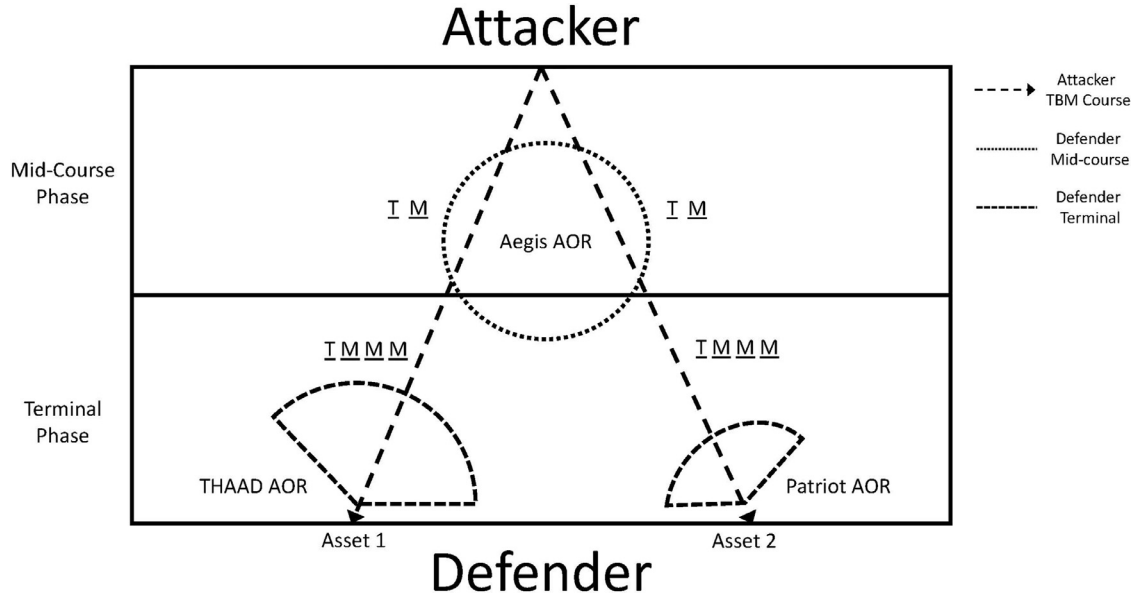 Attacker
Attacker
TBM Course
Defender
Mid-course
Defender
Terminal
Mid-Course
Phase
T M
T M
Aegis AOR
T M M M
T M M M
Terminal
Phase
THAAD AOR
Patriot AOR
Asset 1
Asset 2
Defender